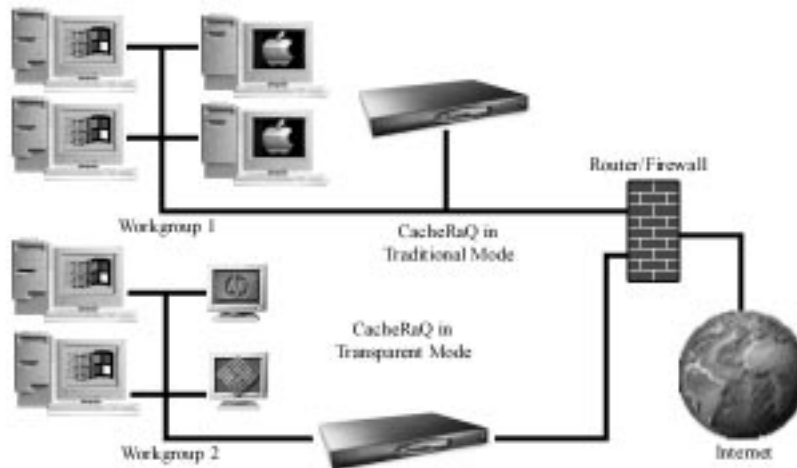 Router/Firewall
Workgroup 1
CacheRaQ in
Traditional Mode
CacheRaQ in
Transparent Mode
Workgroup 2
Internet